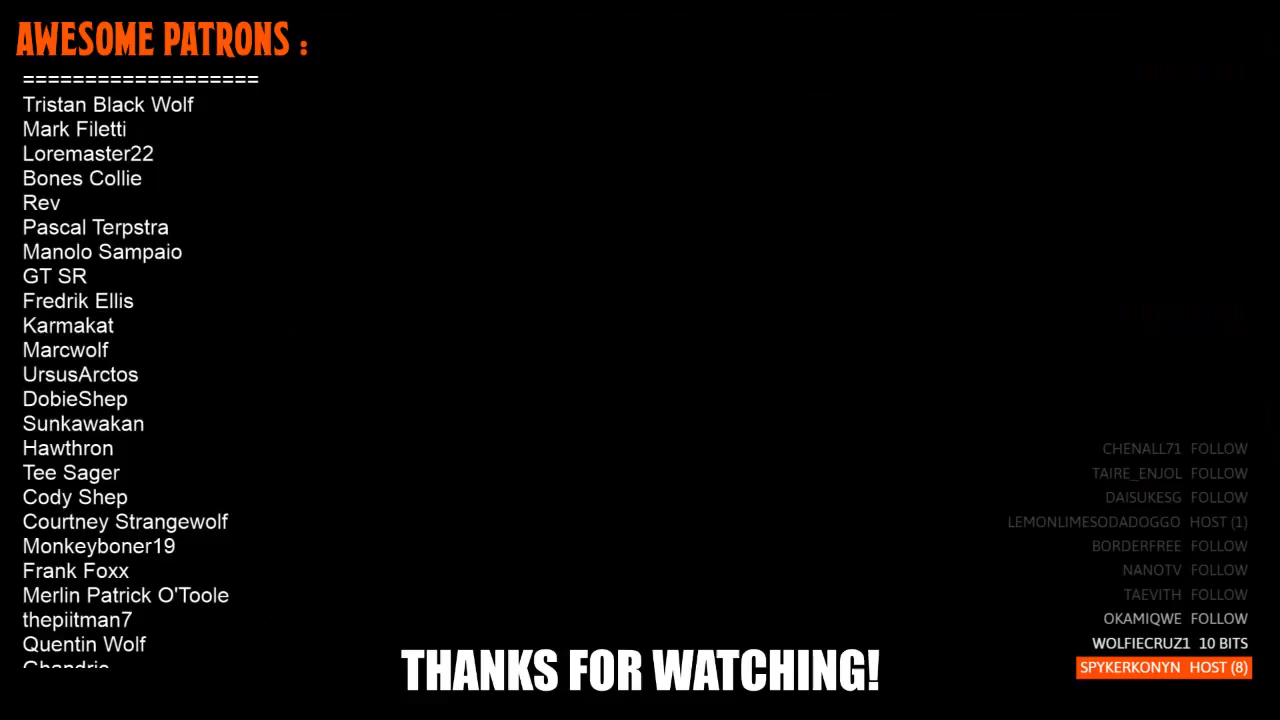 AWESOME PATRONS :
===================
Tristan Black Wolf
Mark Filetti
Loremaster22
Bones Collie
Rev
Pascal Terpstra
Manolo Sampaio
GT SR
Fredrik Ellis
Karmakat
Marcwolf
UrsusArctos
DobieShep
Sunkawakan
Hawthron
Tee Sager
Cody Shep
Courtney Strangewolf
Monkeyboner19
Frank Foxx
Merlin Patrick O'Toole
thepiitman7
Quentin Wolf
THANKS FOR WATCHING!
CHENALL71 FOLLOW
TAIRE_ENJOL FOLLOW
DAISUKESG FOLLOW
LEMONLIMESODADOGGO HOST (1)
BORDERFREE FOLLOW
NANOTV FOLLOW
TAEVITH FOLLOW
OKAMIQWE FOLLOW
WOLFIECRUZ1 10 BITS
SPYKERKONYN HOST (8)